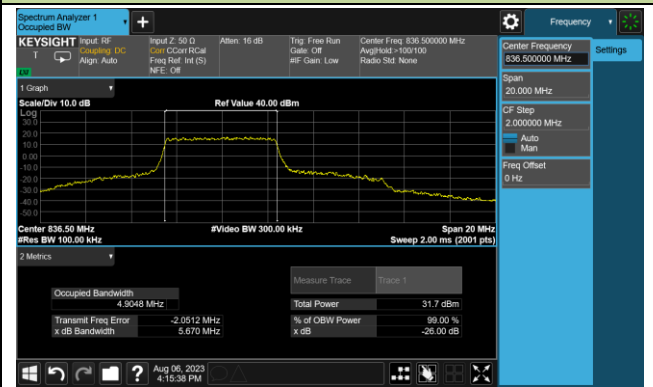 Spectrum Analyzer 1
Occupied BW
Frequency
KEYSIGHT
Input: RF
Coupling: DC
Align: Auto
Input Z: 50 Ω
Corr CCorr RCal
Freq Ref: Int (S)
NFE: Off
Atten: 16 dB
Trig: Free Run
Gate: Off
#IF Gain: Low
Center Freq: 836.500000 MHz
Avg|Hold:>100/100
Radio Std: None
T
Center Frequency
836.500000 MHz
Settings
Span
20.000 MHz
CF Step
2.000000 MHz
Auto
Man
Freq Offset
0 Hz
1 Graph
Scale/Div 10.0 dB
Ref Value 40.00 dBm
Log
30.0
20.0
10.0
0.00
-10.0
-20.0
-30.0
-40.0
-50.0
Center 836.50 MHz
#Video BW 300.00 kHz
Span 20 MHz
#Res BW 100.00 kHz
Sweep 2.00 ms (2001 pts)
2 Metrics
Measure Trace
Trace 1
Occupied Bandwidth
4.9048 MHz
Total Power
31.7 dBm
Transmit Freq Error
-2.0512 MHz
% of OBW Power
99.00 %
x dB Bandwidth
5.670 MHz
x dB
-26.00 dB
?
Aug 06, 2023
4:15:38 PM